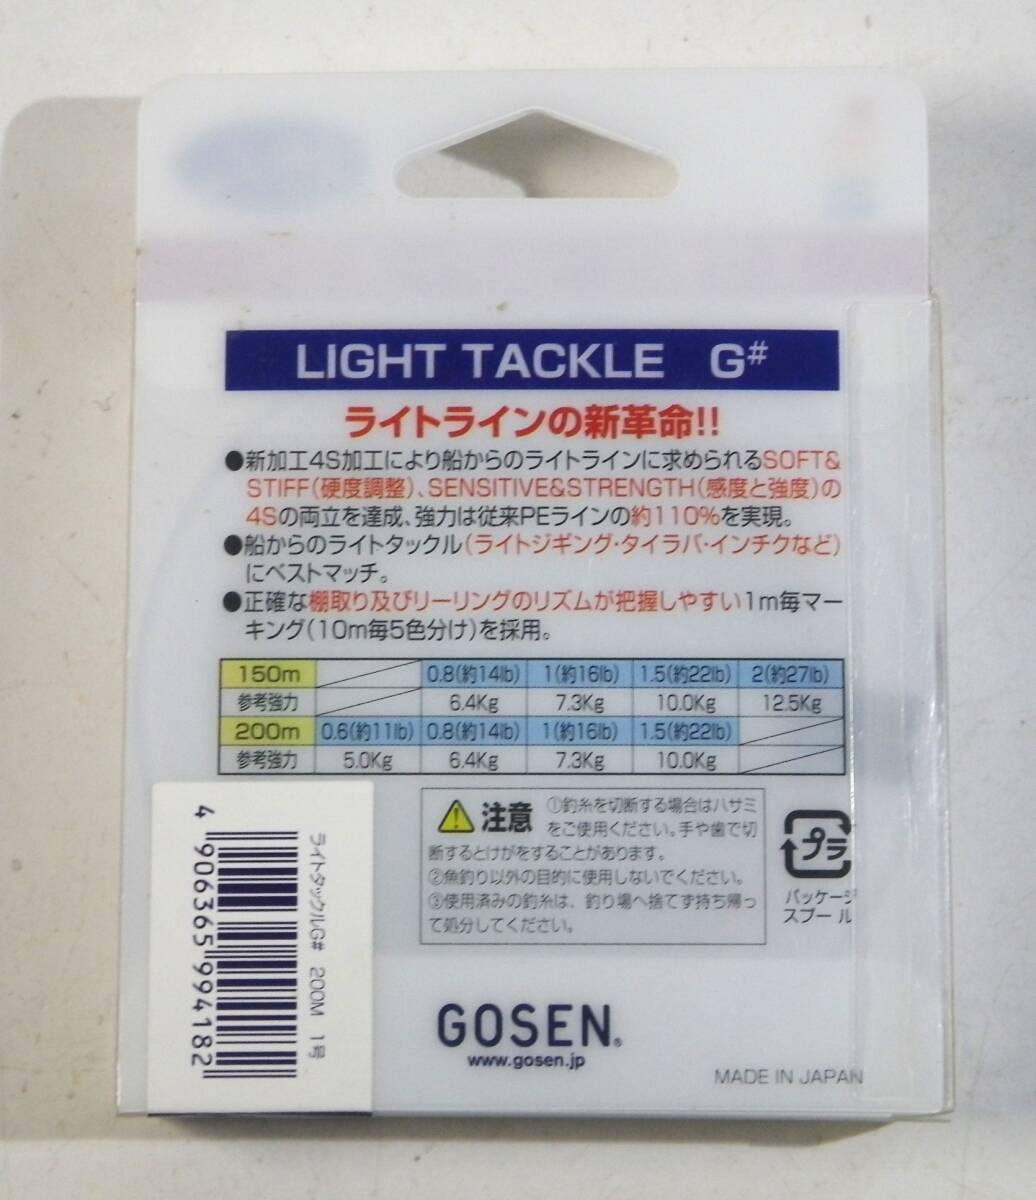 LIGHT TACKLE G#
ライトラインの新革命!!
●新加工4S加工により船からのライトラインに求められるSOFT&
STIFF(硬度調整)、SENSITIVE&STRENGTH(感度と強度)の
4Sの両立を達成、強力は従来PEラインの約110%を実現。
●船からのライトタックル(ライトジギング・タイラバ・インチクなど)
にベストマッチ。
●正確な棚取り及びリーリングのリズムが把握しやすい1m毎マー
キング(10m毎5色分け)を採用。
150m 0.8(約14lb) 1(約16lb) 1.5(約22lb) 2(約27lb)
参考強力 6.4Kg 7.3Kg 10.0Kg 12.5Kg
200m 0.6(約11lb) 0.8(約14lb) 1(約16lb) 1.5(約22lb)
参考強力 5.0Kg 6.4Kg 7.3Kg 10.0Kg
注意 ①釣糸を切断する場合はハサミ
をご使用ください。手や歯で切
断するとけがをすることがあります。
②魚釣り以外の目的に使用しないでください。
③使用済みの釣糸は、釣り場へ捨てず持ち帰っ
て処分してください。
プラ
パッケージ
スプール
ライトタックルG# 200M 1号
4 906365 994182
GOSEN®
www.gosen.jp
MADE IN JAPAN